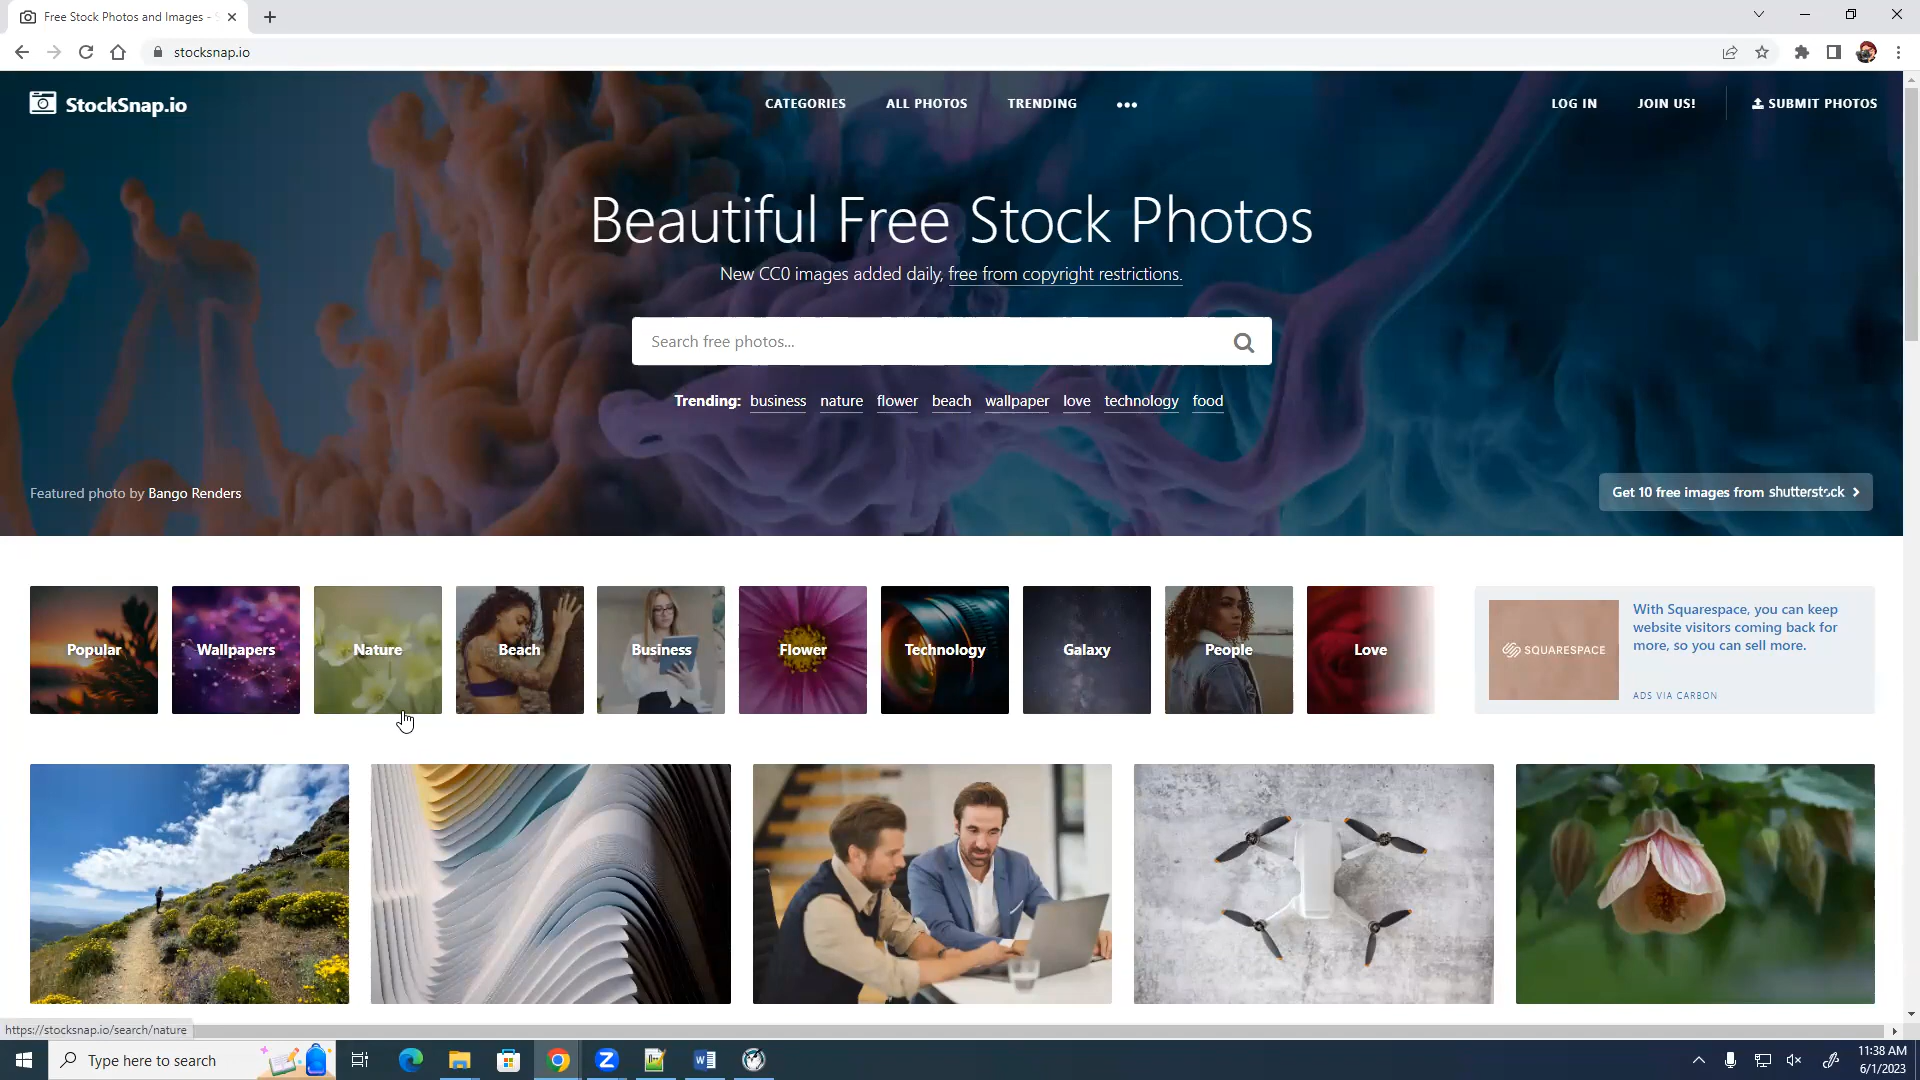 Free Stock Photos and Images - S
stocksnap.io
StockSnap.io
CATEGORIES
ALL PHOTOS
TRENDING
LOG IN
JOIN US!
SUBMIT PHOTOS
Beautiful Free Stock Photos
New CC0 images added daily, free from copyright restrictions.
Search free photos...
Trending: business nature flower beach wallpaper love technology food
Featured photo by Bango Renders
Get 10 free images from shutterstock
Popular
Wallpapers
Nature
Beach
Business
Flower
Technology
Galaxy
People
Love
SQUARESPACE
With Squarespace, you can keep
website visitors coming back for
more, so you can sell more.
ADS VIA CARBON
https://stocksnap.io/search/nature
Type here to search
11:38 AM
6/1/2023